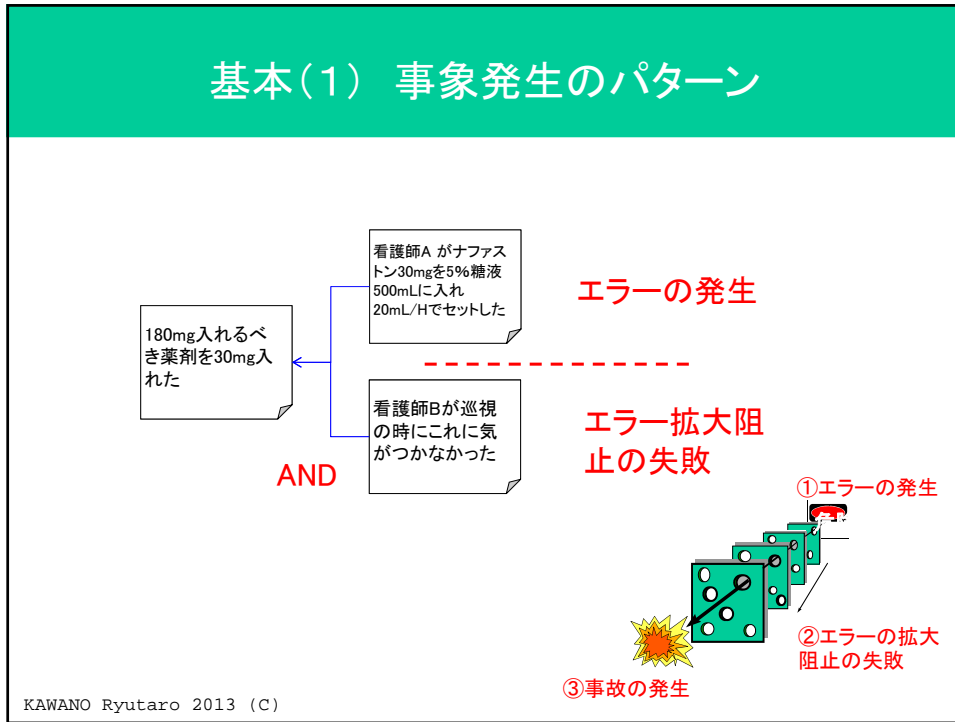 基本(1) 事象発生のパターン
看護師A がナファス
トン30mgを5%糖液
500mLに入れ
20mL/Hでセットした
エラーの発生
180mg入れるべ
き薬剤を30mg入
れた
看護師Bが巡視
の時にこれに気
がつかなかった
エラー拡大阻
止の失敗
AND
①エラーの発生
②エラーの拡大
阻止の失敗
③事故の発生
KAWANO Ryutaro 2013 (C)